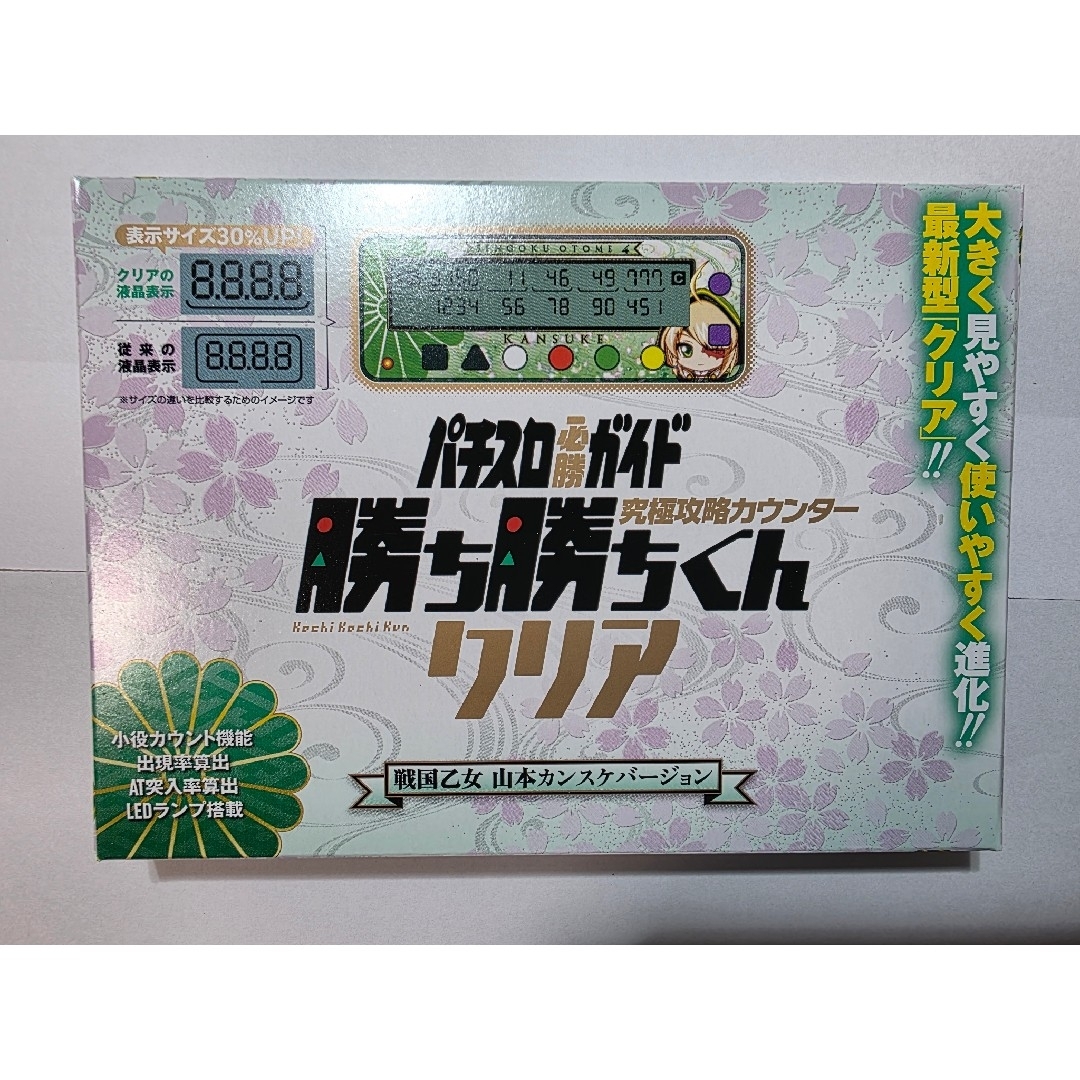 表示サイズ30%UP!
クリアの
液晶表示
8.8.8.8
従来の
液晶表示
8.8.8.8
※サイズの違いを比較するためのイメージです
SENGOKU OTOME 4
11 46 49 777 C
1234 56 78 90 451
KANSUKE
大きく見やすく使いやすく進化!!
最新型「クリア」!!
パチスロ必勝ガイド
究極攻略カウンター
勝ち勝ちくん
Kachi Kachi Kun
クリア
小役カウント機能
出現率算出
AT突入率算出
LEDランプ搭載
戦国乙女 山本カンスケバージョン